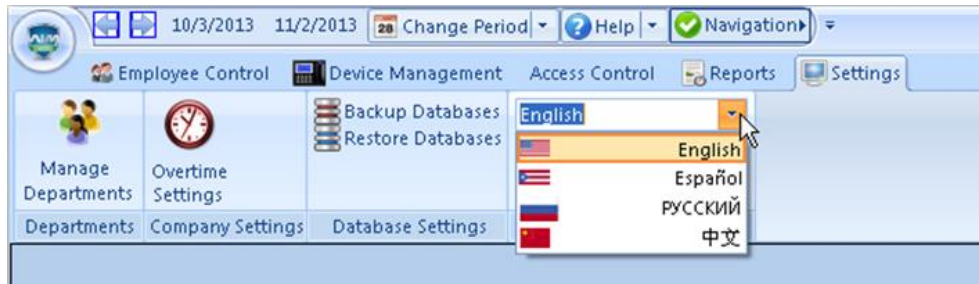 10/3/2013 11/2/2013 28 Change Period Help Navigation
Employee Control Device Management Access Control Reports Settings
Manage Departments
Overtime Settings
Backup Databases
Restore Databases
English
English
Español
РУССКИЙ
中文
Departments Company Settings Database Settings